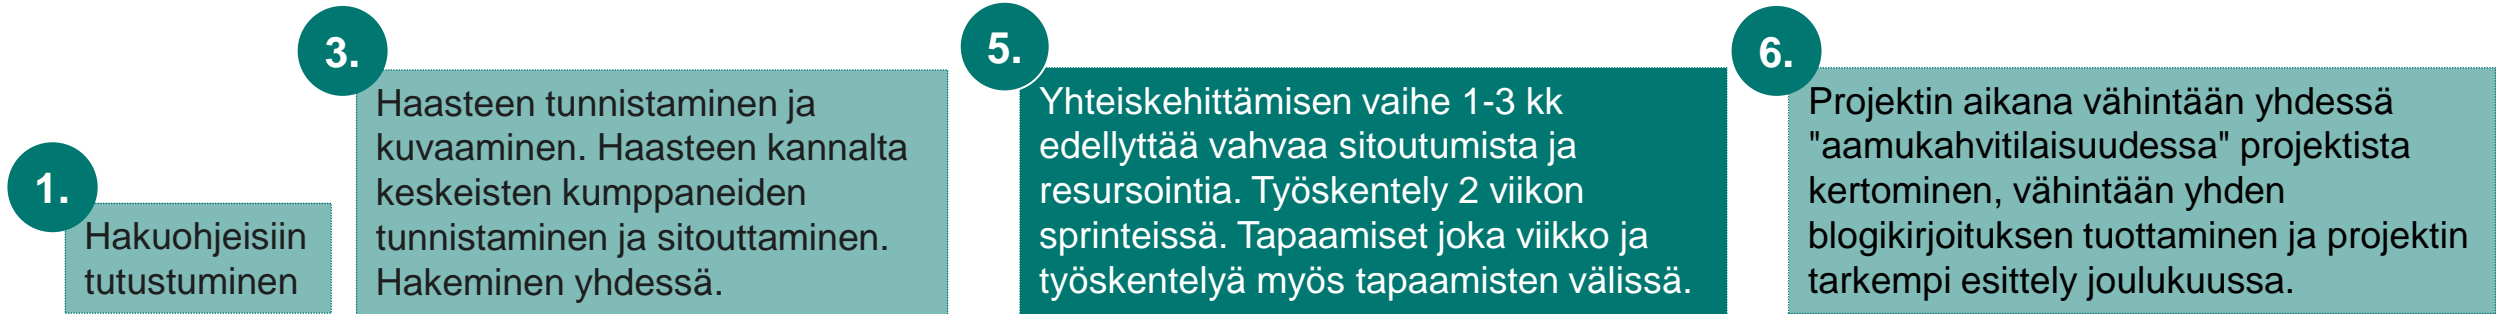 1.
Hakuohjeisiin
tutustuminen
3.
Haasteen tunnistaminen ja
kuvaaminen. Haasteen kannalta
keskeisten kumppaneiden
tunnistaminen ja sitouttaminen.
Hakeminen yhdessä.
5.
Yhteiskehittämisen vaihe 1-3 kk
edellyttää vahvaa sitoutumista ja
resursointia. Työskentely 2 viikon
sprinteissä. Tapaamiset joka viikko ja
työskentelyä myös tapaamisten välissä.
6.
Projektin aikana vähintään yhdessä
"aamukahvitilaisuudessa" projektista
kertominen, vähintään yhden
blogikirjoituksen tuottaminen ja projektin
tarkempi esittely joulukuussa.